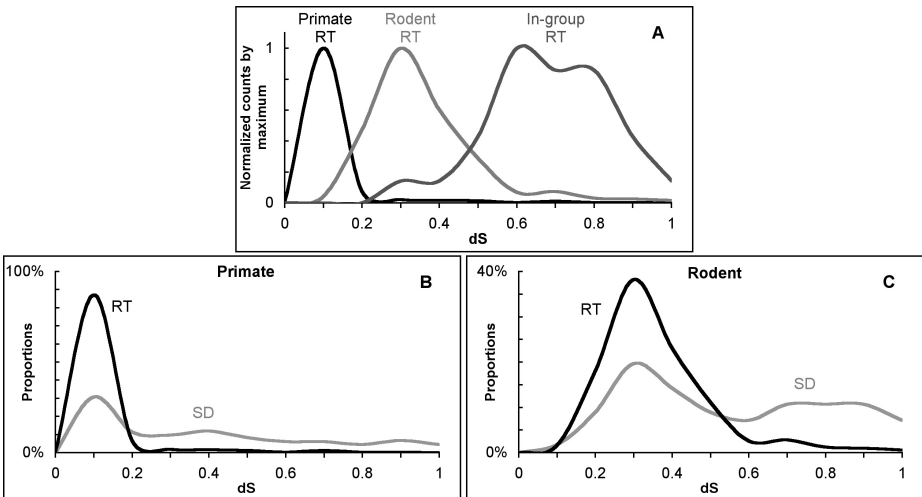 Primate
RT
Rodent
RT
In-group
RT
A
Normalized counts by
maximum
1
0
0 0.2 0.4 0.6 0.8 1
dS
Primate
B
100%
RT
SD
Proportions
0%
0 0.2 0.4 0.6 0.8 1
dS
Rodent
C
40%
RT
SD
Proportions
0%
0 0.2 0.4 0.6 0.8 1
dS